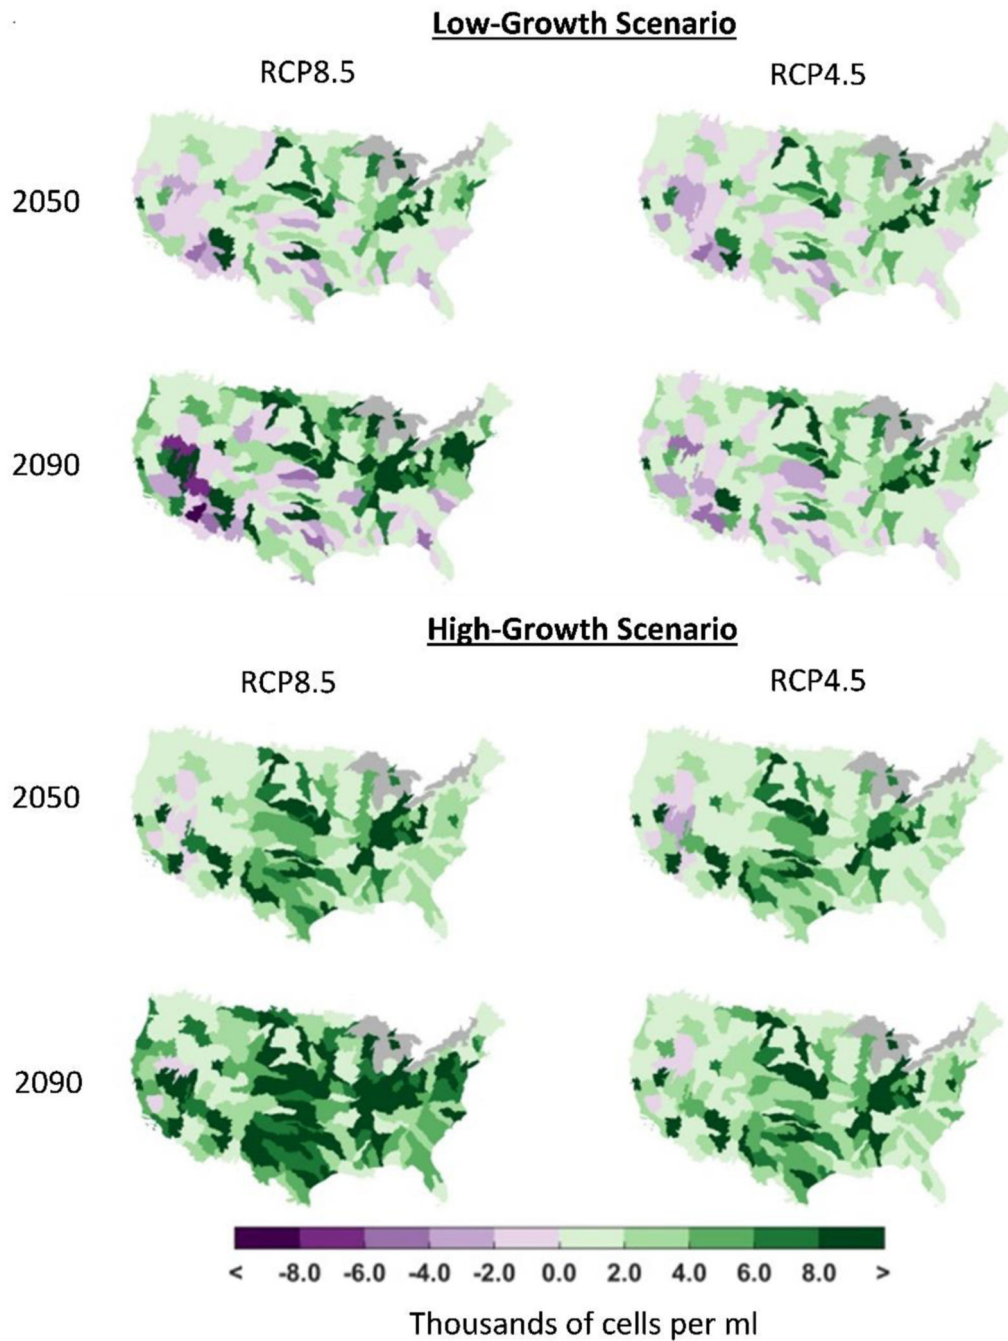 Low-Growth Scenario
RCP8.5 RCP4.5
2050
2090
High-Growth Scenario
RCP8.5 RCP4.5
2050
2090
< -8.0 -6.0 -4.0 -2.0 0.0 2.0 4.0 6.0 8.0 >
Thousands of cells per ml